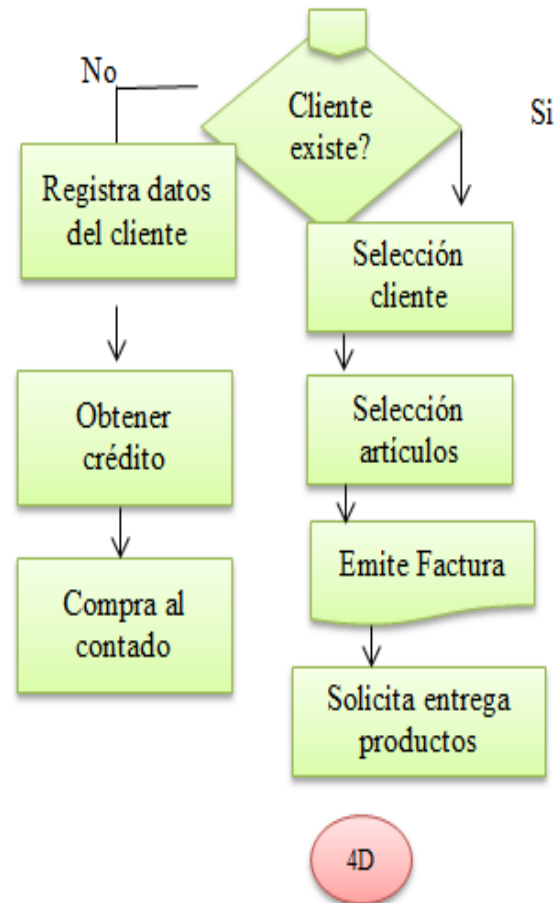 No
Cliente
existe?
Si
Registra datos
del cliente
Selección
cliente
Obtener
crédito
Selección
artículos
Compra al
contado
Emite Factura
Solicita entrega
productos
4D